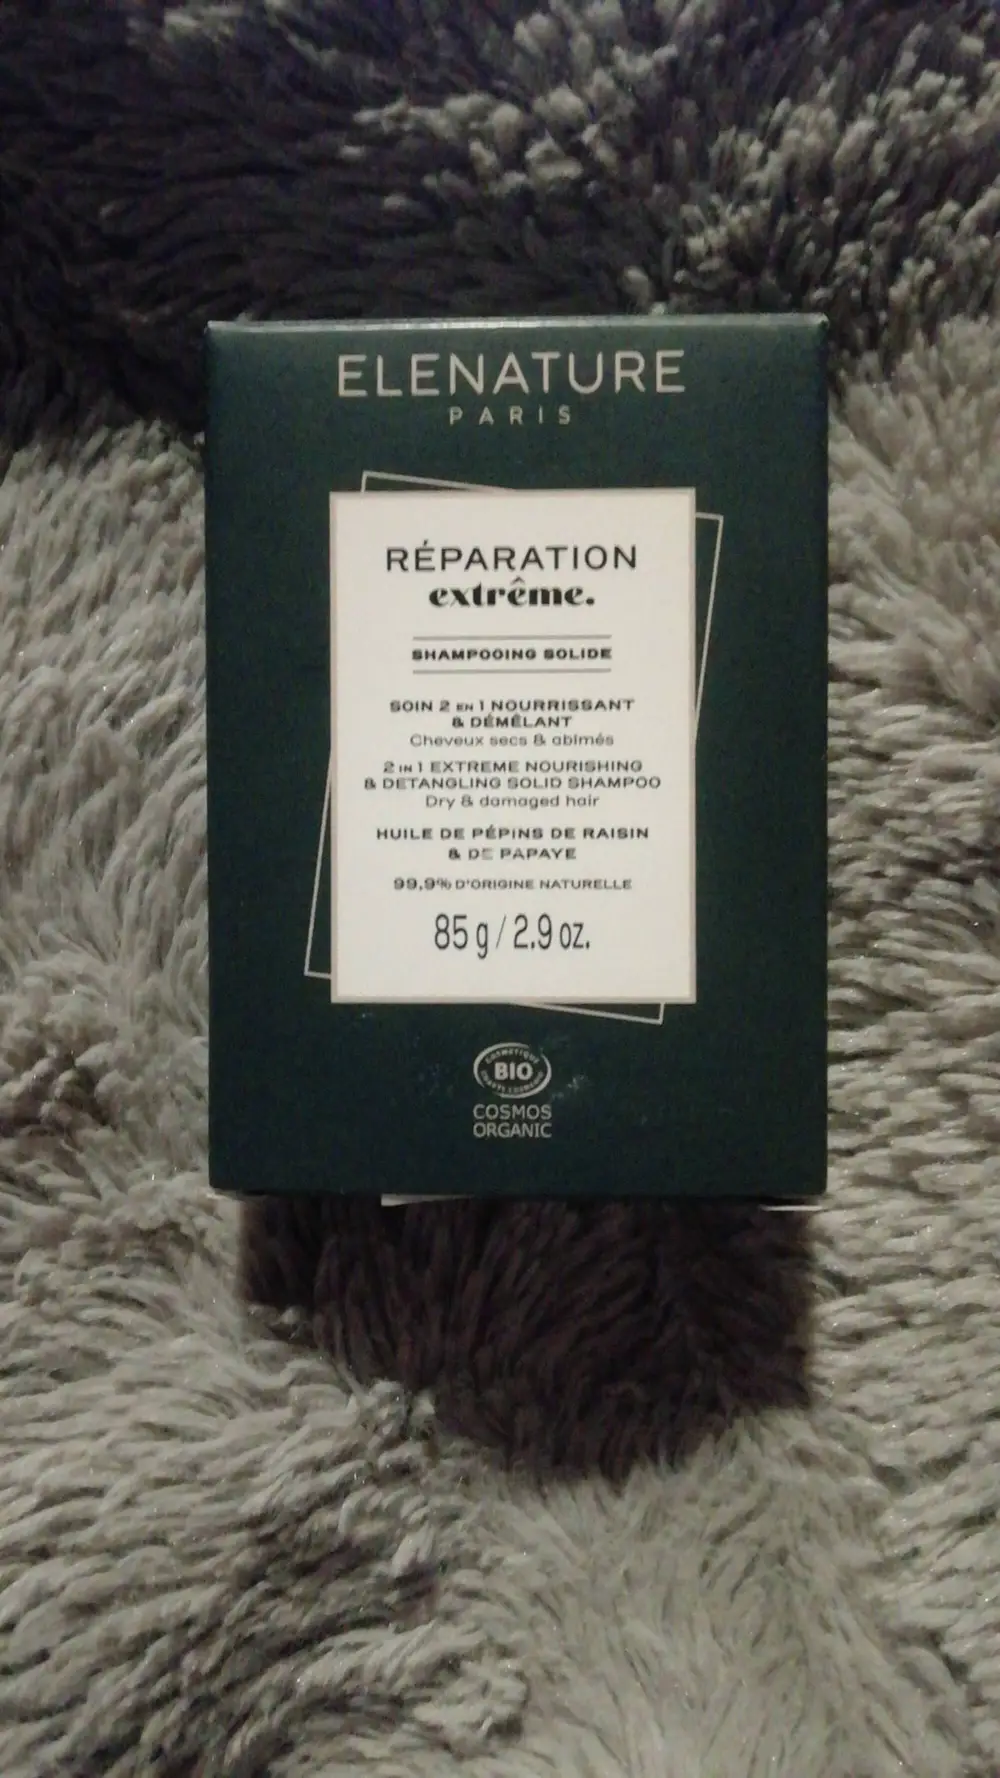 ELENATURE
PARIS
RÉPARATION
extrême.
SHAMPOOING SOLIDE
SOIN 2 EN 1 NOURRISSANT
& DÉMÊLANT
Cheveux secs & abîmés
2 IN 1 EXTREME NOURISHING
& DETANGLING SOLID SHAMPOO
Dry & damaged hair
HUILE DE PÉPINS DE RAISIN
& DE PAPAYE
99,9% D'ORIGINE NATURELLE
85 g / 2.9 oz.
COSMÉTIQUE
BIO
COSMOS
ORGANIC